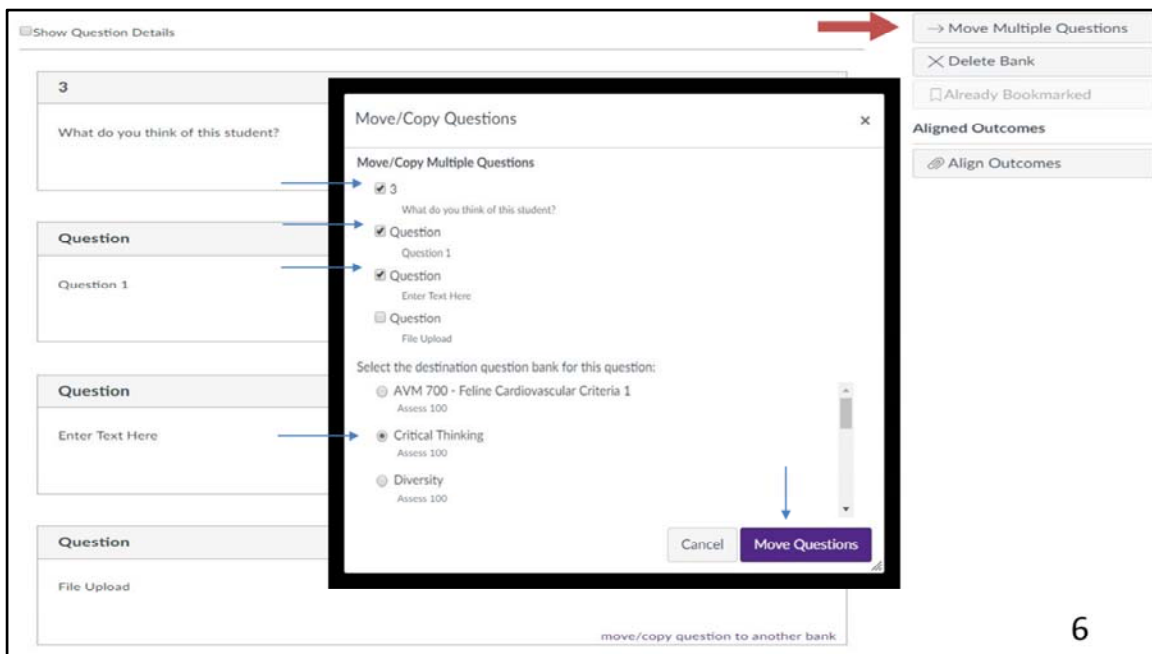 Show Question Details
3
What do you think of this student?
Question
Question 1
Question
Enter Text Here
Question
File Upload
move/copy question to another bank
Move/Copy Questions
×
Move/Copy Multiple Questions
3
What do you think of this student?
Question
Question 1
Question
Enter Text Here
Question
File Upload
Select the destination question bank for this question:
AVM 700 - Feline Cardiovascular Criteria 1
Assess 100
Critical Thinking
Assess 100
Diversity
Assess 100
Cancel
Move Questions
→ Move Multiple Questions
Delete Bank
Already Bookmarked
Aligned Outcomes
Align Outcomes
6